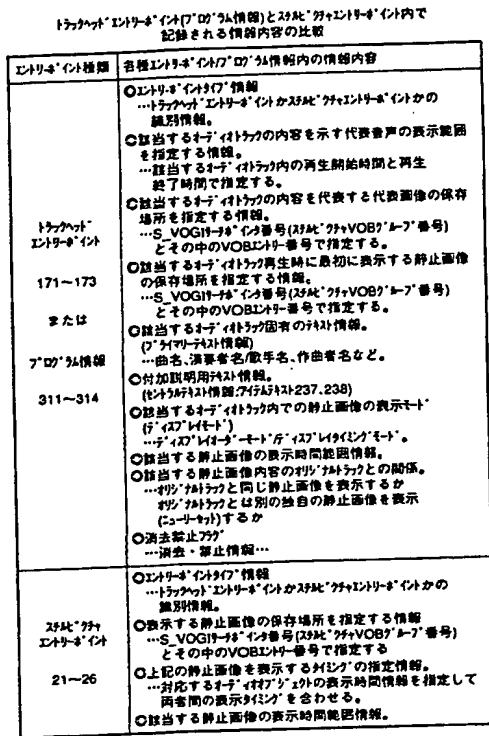 トラックヘッドエントリーポイント(プログラム情報)とスチルピクチャエントリーポイント内で
記録される情報内容の比較
エントリーポイント種類
各種エントリーポイント/プログラム情報内の情報内容
トラックヘッド
エントリーポイント
171～173
または
プログラム情報
311～314
○エントリーポイントタイプ情報
…トラックヘッドエントリーポイントかスチルピクチャエントリーポイントかの
識別情報。
○該当するオーディオトラックの内容を示す代表音声の表示範囲
を指定する情報。
…該当するオーディオトラック内の再生開始時間と再生
終了時間で指定する。
○該当するオーディオトラックの内容を代表する代表画像の保存
場所を指定する情報。
…S_VOGIサーチポインタ番号(スチルピクチャVOBグループ番号)
とその中のVOBエントリー番号で指定する。
○該当するオーディオトラック再生時に最初に表示する静止画像
の保存場所を指定する情報。
…S_VOGIサーチポインタ番号(スチルピクチャVOBグループ番号)
とその中のVOBエントリー番号で指定する。
○該当するオーディオトラック固有のテキスト情報。
(プライマリーテキスト情報)
…曲名、演奏者名/歌手名、作曲者名など。
○付加説明用テキスト情報。
(セントラルテキスト情報:アイテムテキスト237、238)
○該当するオーディオトラック内での静止画像の表示モード
(ディスプレイモード)
…ディスプレイオーダーモード/ディスプレイタイミングモード。
○該当する静止画像の表示時間範囲情報。
○該当する静止画像内容のオリジナルトラックとの関係。
…オリジナルトラックと同じ静止画像を表示するか
オリジナルトラックとは別の独自の静止画像を表示
(ニューリーセット)するか
○消去禁止フラグ
…消去・禁止情報…
スチルピクチャ
エントリーポイント
21～26
○エントリーポイントタイプ情報
…トラックヘッドエントリーポイントかスチルピクチャエントリーポイントかの
識別情報。
○表示する静止画像の保存場所を指定する情報
…S_VOGIサーチポインタ番号(スチルピクチャVOBグループ番号)
とその中のVOBエントリー番号で指定する
○上記の静止画像を表示するタイミングの指定情報。
…対応するオーディオオブジェクトの表示時間情報を指定して
両者間の表示タイミングを合わせる。
○該当する静止画像の表示時間範囲情報。